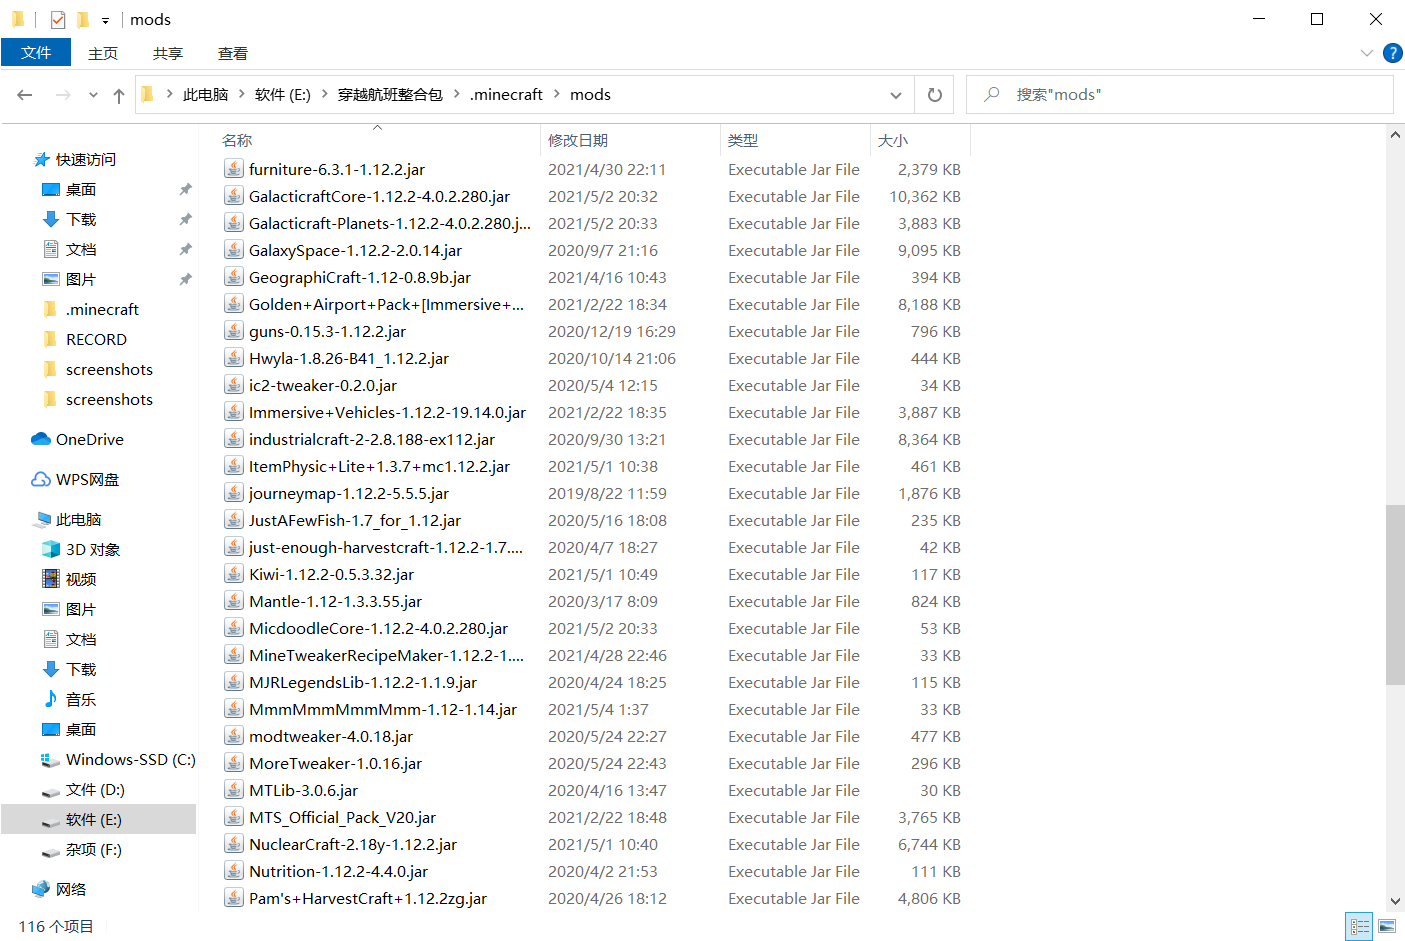 mods
文件 主页 共享 查看
此电脑 > 软件 (E:) > 穿越航班整合包 > .minecraft > mods 搜索"mods"
名称 修改日期 类型 大小
快速访问
桌面
下载
文档
图片
.minecraft
RECORD
screenshots
screenshots
OneDrive
WPS网盘
此电脑
3D 对象
视频
图片
文档
下载
音乐
桌面
Windows-SSD (C:)
文件 (D:)
软件 (E:)
杂项 (F:)
网络
furniture-6.3.1-1.12.2.jar 2021/4/30 22:11 Executable Jar File 2,379 KB
GalacticraftCore-1.12.2-4.0.2.280.jar 2021/5/2 20:32 Executable Jar File 10,362 KB
Galacticraft-Planets-1.12.2-4.0.2.280.j... 2021/5/2 20:33 Executable Jar File 3,883 KB
GalaxySpace-1.12.2-2.0.14.jar 2020/9/7 21:16 Executable Jar File 9,095 KB
GeographiCraft-1.12-0.8.9b.jar 2021/4/16 10:43 Executable Jar File 394 KB
Golden+Airport+Pack+[Immersive+... 2021/2/22 18:34 Executable Jar File 8,188 KB
guns-0.15.3-1.12.2.jar 2020/12/19 16:29 Executable Jar File 796 KB
Hwyla-1.8.26-B41_1.12.2.jar 2020/10/14 21:06 Executable Jar File 444 KB
ic2-tweaker-0.2.0.jar 2020/5/4 12:15 Executable Jar File 34 KB
Immersive+Vehicles-1.12.2-19.14.0.jar 2021/2/22 18:35 Executable Jar File 3,887 KB
industrialcraft-2-2.8.188-ex112.jar 2020/9/30 13:21 Executable Jar File 8,364 KB
ItemPhysic+Lite+1.3.7+mc1.12.2.jar 2021/5/1 10:38 Executable Jar File 461 KB
journeymap-1.12.2-5.5.5.jar 2019/8/22 11:59 Executable Jar File 1,876 KB
JustAFewFish-1.7_for_1.12.jar 2020/5/16 18:08 Executable Jar File 235 KB
just-enough-harvestcraft-1.12.2-1.7.... 2020/4/7 18:27 Executable Jar File 42 KB
Kiwi-1.12.2-0.5.3.32.jar 2021/5/1 10:49 Executable Jar File 117 KB
Mantle-1.12-1.3.3.55.jar 2020/3/17 8:09 Executable Jar File 824 KB
MicdoodleCore-1.12.2-4.0.2.280.jar 2021/5/2 20:33 Executable Jar File 53 KB
MineTweakerRecipeMaker-1.12.2-1.... 2021/4/28 22:46 Executable Jar File 33 KB
MJRLegendsLib-1.12.2-1.1.9.jar 2020/4/24 18:25 Executable Jar File 115 KB
MmmMmmMmmMmm-1.12-1.14.jar 2021/5/4 1:37 Executable Jar File 33 KB
modtweaker-4.0.18.jar 2020/5/24 22:27 Executable Jar File 477 KB
MoreTweaker-1.0.16.jar 2020/5/24 22:43 Executable Jar File 296 KB
MTLib-3.0.6.jar 2020/4/16 13:47 Executable Jar File 30 KB
MTS_Official_Pack_V20.jar 2021/2/22 18:48 Executable Jar File 3,765 KB
NuclearCraft-2.18y-1.12.2.jar 2021/5/1 10:40 Executable Jar File 6,744 KB
Nutrition-1.12.2-4.4.0.jar 2020/4/2 21:53 Executable Jar File 111 KB
Pam's+HarvestCraft+1.12.2zg.jar 2020/4/26 18:12 Executable Jar File 4,806 KB
116 个项目